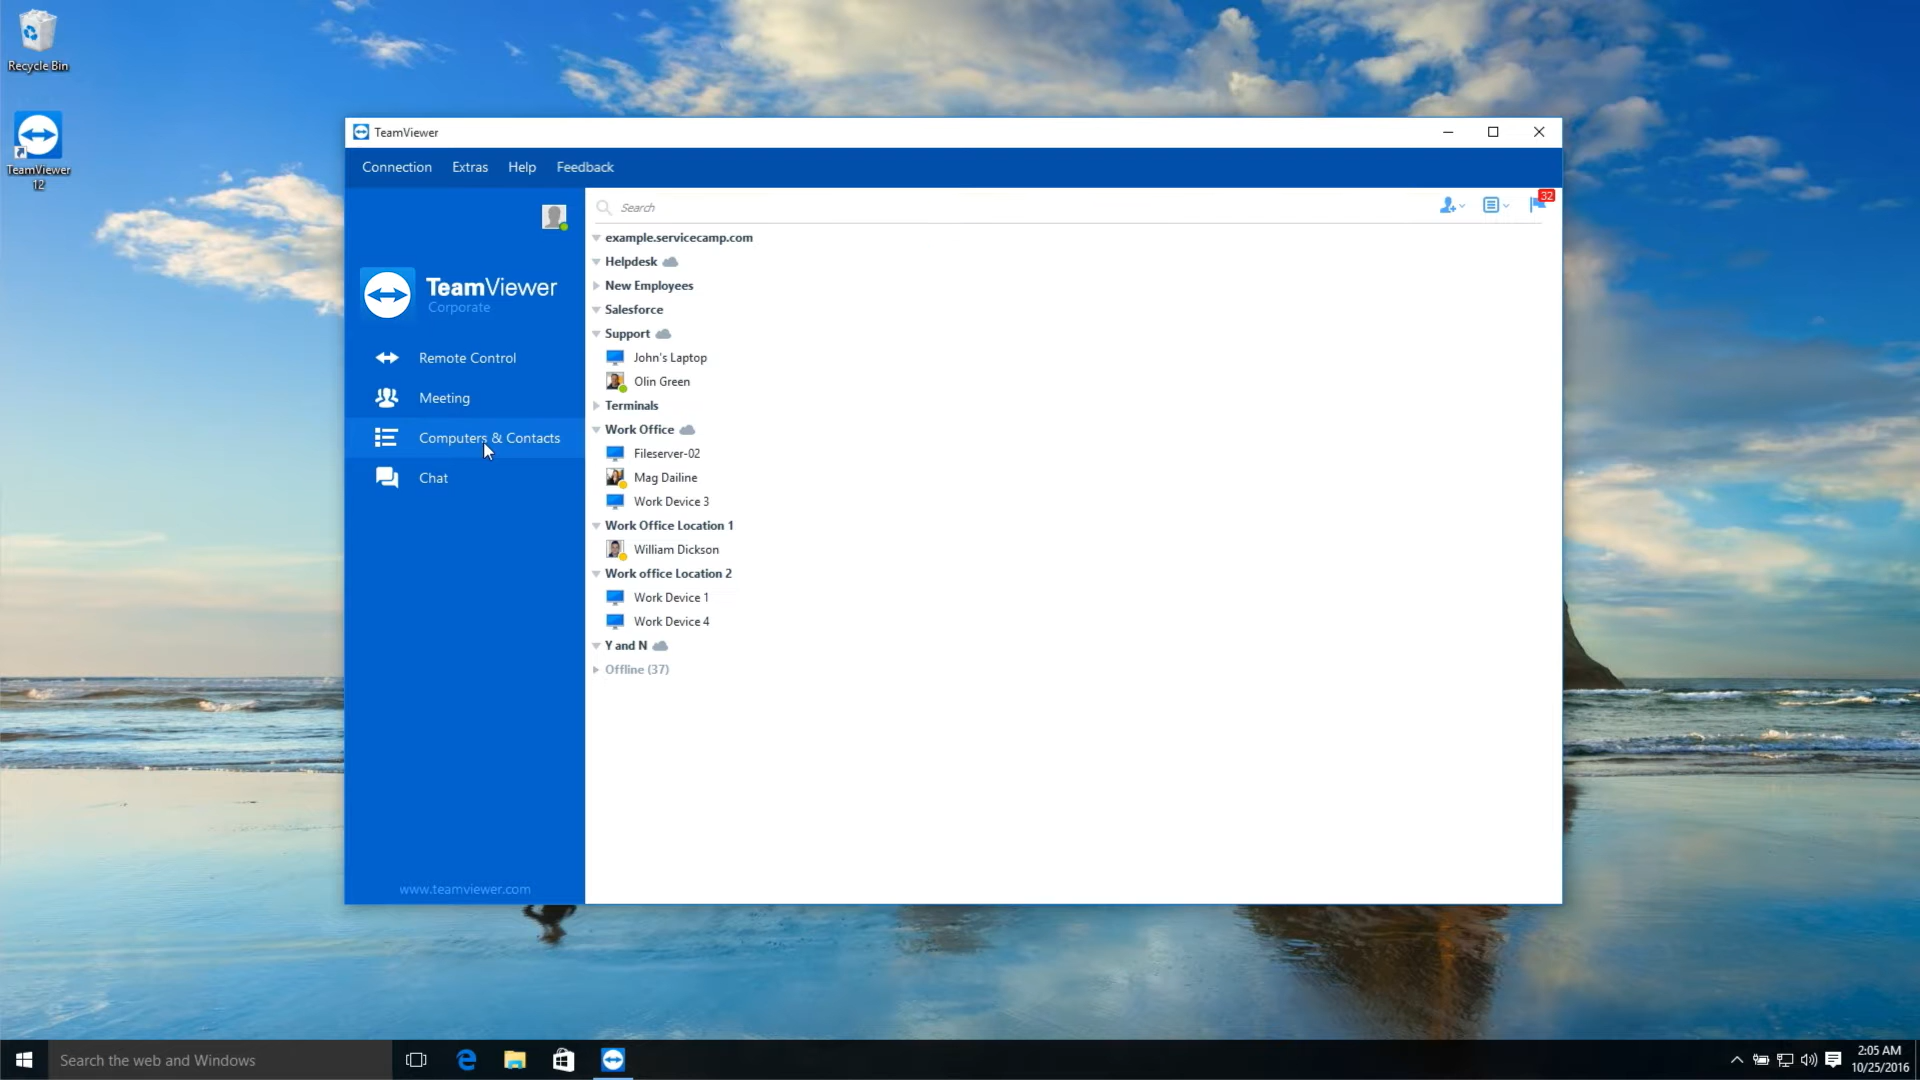 Recycle Bin
TeamViewer
12
TeamViewer
Connection Extras Help Feedback
TeamViewer
Corporate
Remote Control
Meeting
Computers & Contacts
Chat
www.teamviewer.com
Search
32
example.servicecamp.com
Helpdesk
New Employees
Salesforce
Support
John's Laptop
Olin Green
Terminals
Work Office
Fileserver-02
Mag Dailine
Work Device 3
Work Office Location 1
William Dickson
Work office Location 2
Work Device 1
Work Device 4
Y and N
Offline (37)
Search the web and Windows
2:05 AM
10/25/2016